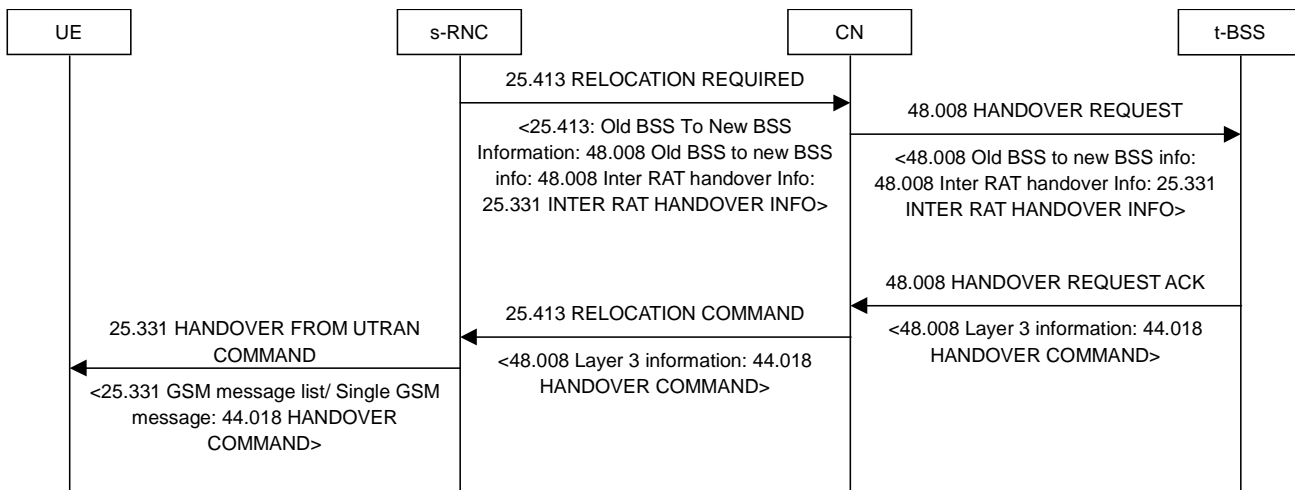 UE
s-RNC
CN
t-BSS
25.413 RELOCATION REQUIRED
<25.413: Old BSS To New BSS
Information: 48.008 Old BSS to new BSS
info: 48.008 Inter RAT handover Info:
25.331 INTER RAT HANDOVER INFO>
48.008 HANDOVER REQUEST
<48.008 Old BSS to new BSS info:
48.008 Inter RAT handover Info: 25.331
INTER RAT HANDOVER INFO>
48.008 HANDOVER REQUEST ACK
<48.008 Layer 3 information: 44.018
HANDOVER COMMAND>
25.413 RELOCATION COMMAND
<48.008 Layer 3 information: 44.018
HANDOVER COMMAND>
25.331 HANDOVER FROM UTRAN
COMMAND
<25.331 GSM message list/ Single GSM
message: 44.018 HANDOVER
COMMAND>